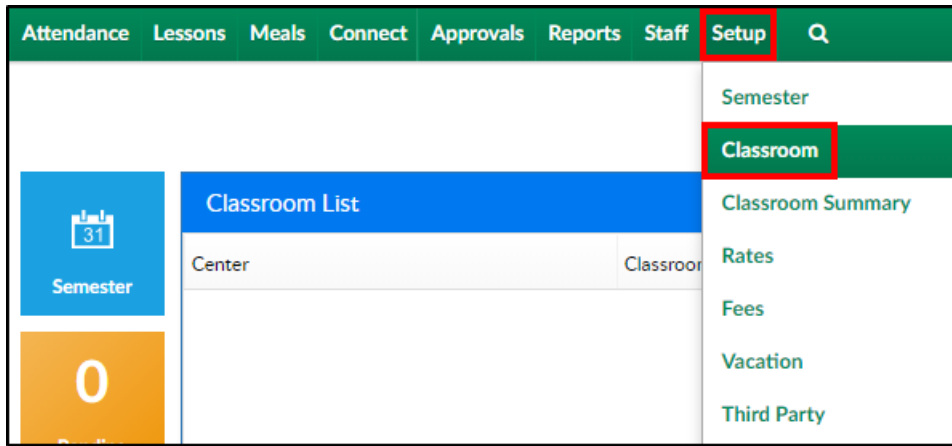 Attendance Lessons Meals Connect Approvals Reports Staff Setup
Semester
Classroom
Classroom Summary
Rates
Fees
Vacation
Third Party
31
Semester
0
Classroom List
Center